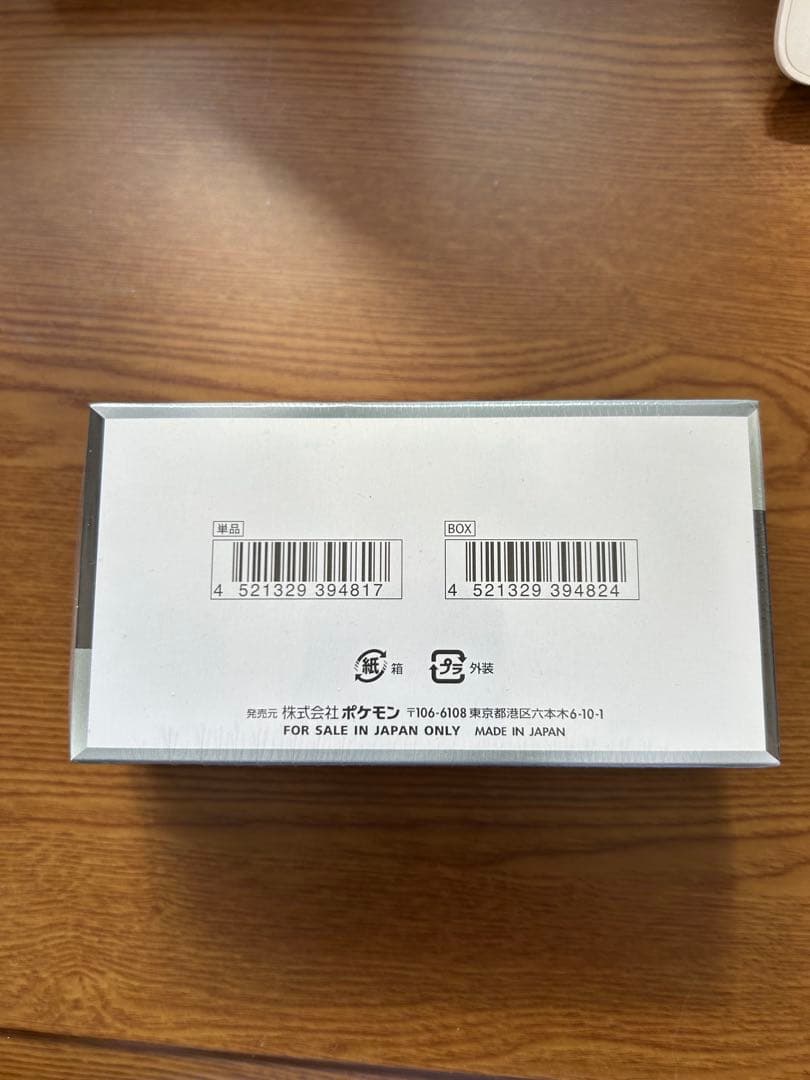 単品
BOX
4 521329 394817
4 521329 394824
紙 箱
プラ 外装
発売元 株式会社ポケモン 〒106-6108 東京都港区六本木6-10-1
FOR SALE IN JAPAN ONLY MADE IN JAPAN